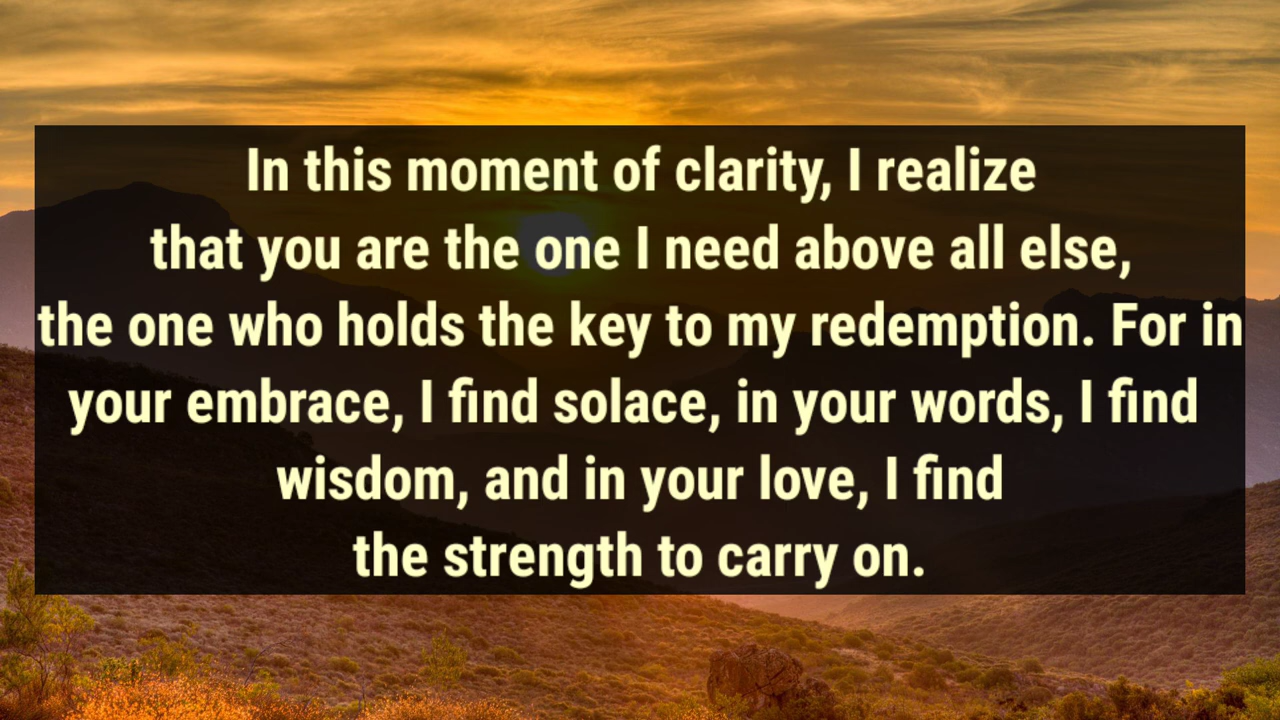 In this moment of clarity, I realize
that you are the one I need above all else,
the one who holds the key to my redemption. For in
your embrace, I find solace, in your words, I find
wisdom, and in your love, I find
the strength to carry on.